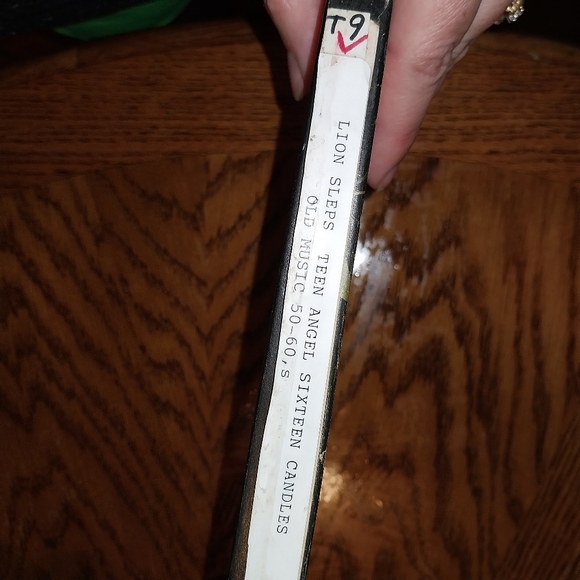 T9
LION SLEPS TEEN ANGEL SIXTEEN CANDLES
OLD MUSIC 50-60,s